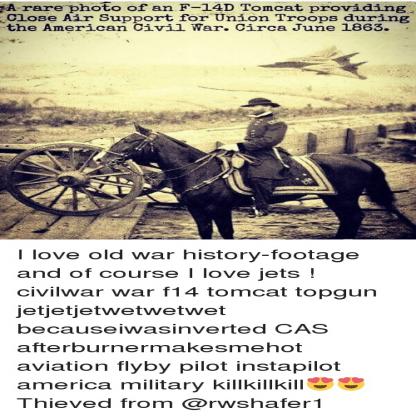 A rare photo of an F-14D Tomcat providing
Close Air Support for Union Troops during
the American Civil War. Circa June 1863.
I love old war history-footage
and of course I love jets !
civilwar war f14 tomcat topgun
jetjetjetwetwetwet
becauseiwasinverted CAS
afterburnermakesmehot
aviation flyby pilot instapilot
america military killkillkill😍😍
Thieved from @rwshafer1